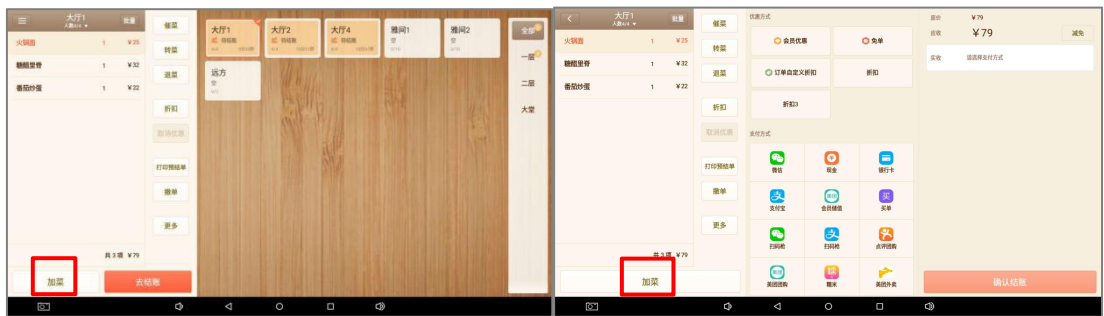 大厅1
人数4/4
批量
火锅面 1 ￥25
糖醋里脊 1 ￥32
番茄炒蛋 1 ￥22
共 3 项 ￥79
加菜
去结账
催菜
转菜
退菜
折扣
取消优惠
打印预结单
撤单
更多
大厅1
待结账
4/4
大厅2
待结账
大厅4
待结账
雅间1
空
雅间2
空
远方
空
全部
一层
二层
大堂
大厅1
人数4/4
批量
火锅面 1 ￥25
糖醋里脊 1 ￥32
番茄炒蛋 1 ￥22
共 3 项 ￥79
加菜
催菜
转菜
退菜
折扣
取消优惠
打印预结单
撤单
更多
优惠方式
会员优惠
免单
订单自定义折扣
折扣
折扣3
支付方式
微信
现金
银行卡
支付宝
会员储值
买单
扫码枪
扫码枪
点评团购
美团团购
糯米
美团外卖
原价 ￥79
应收 ￥79
减免
实收 请选择支付方式
确认结账